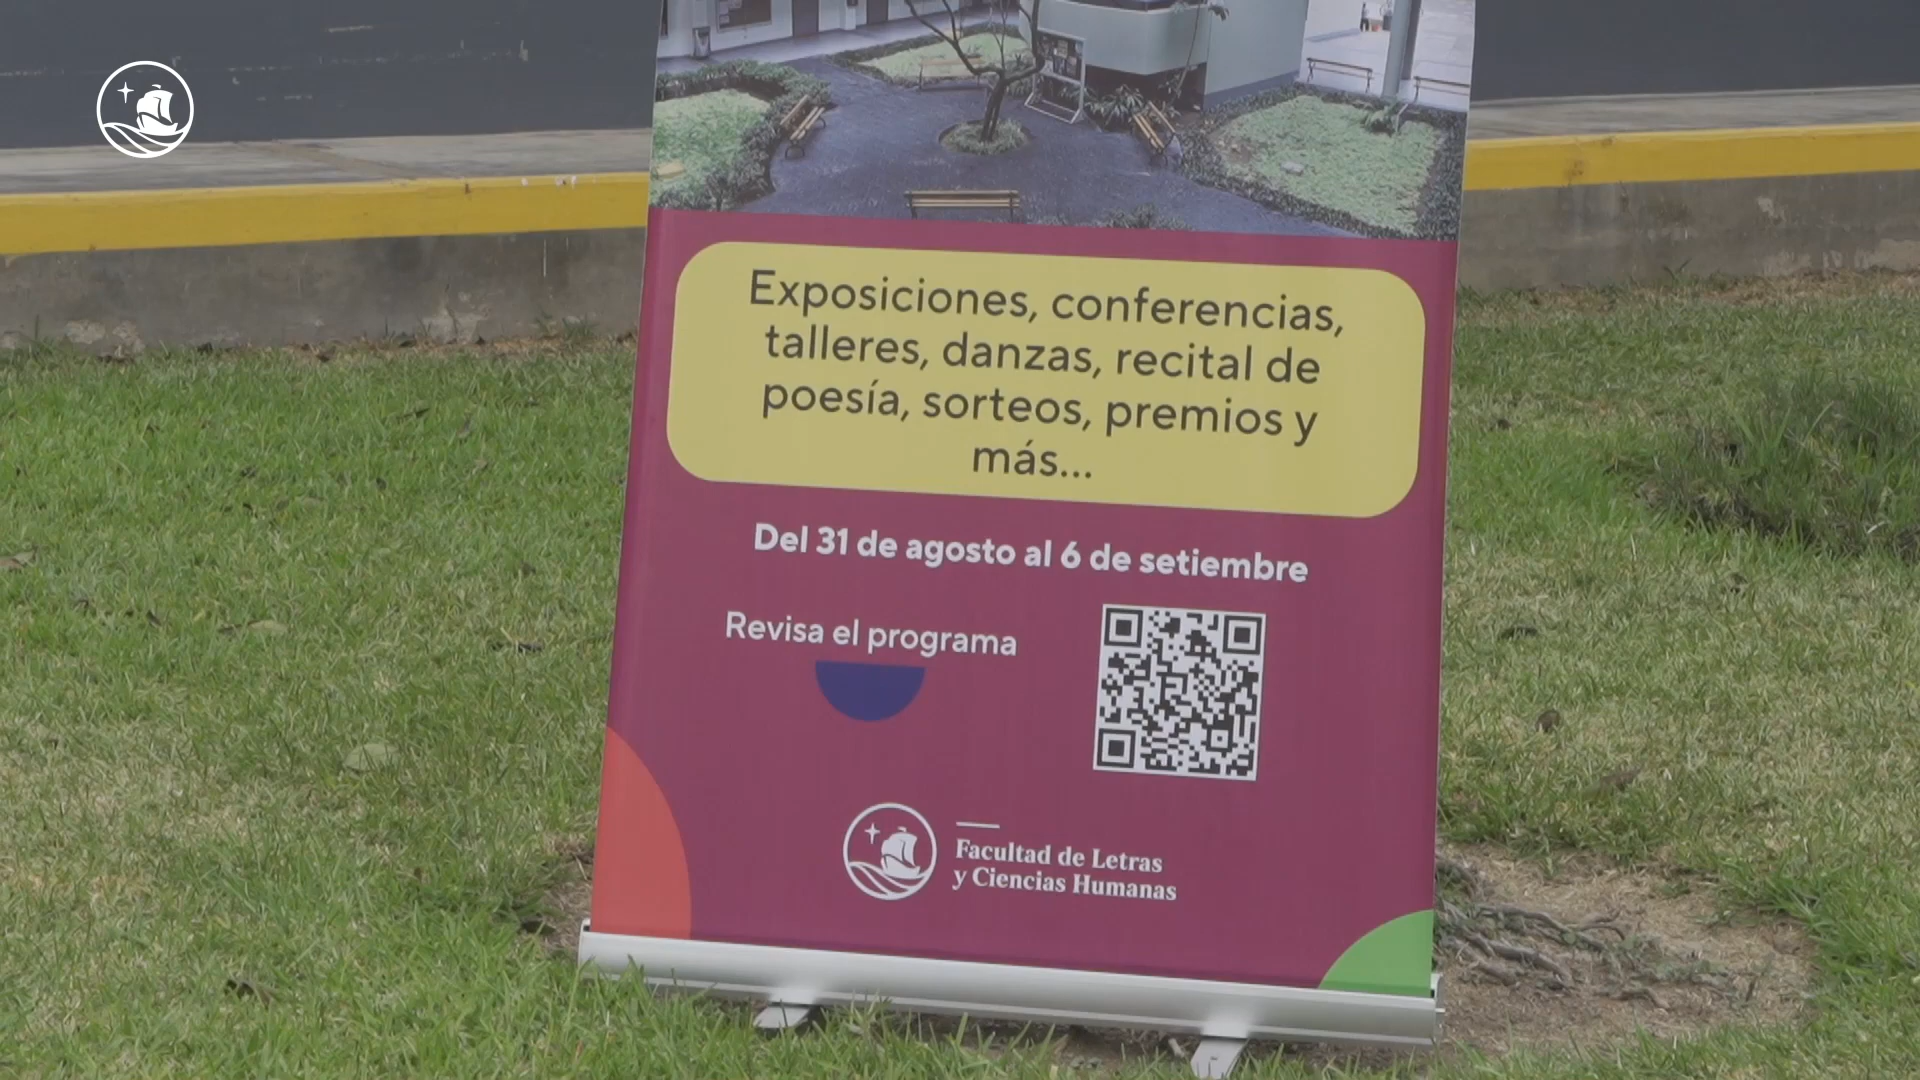 Exposiciones, conferencias,
talleres, danzas, recital de
poesía, sorteos, premios y
más...
Del 31 de agosto al 6 de setiembre
Revisa el programa
Facultad de Letras
y Ciencias Humanas